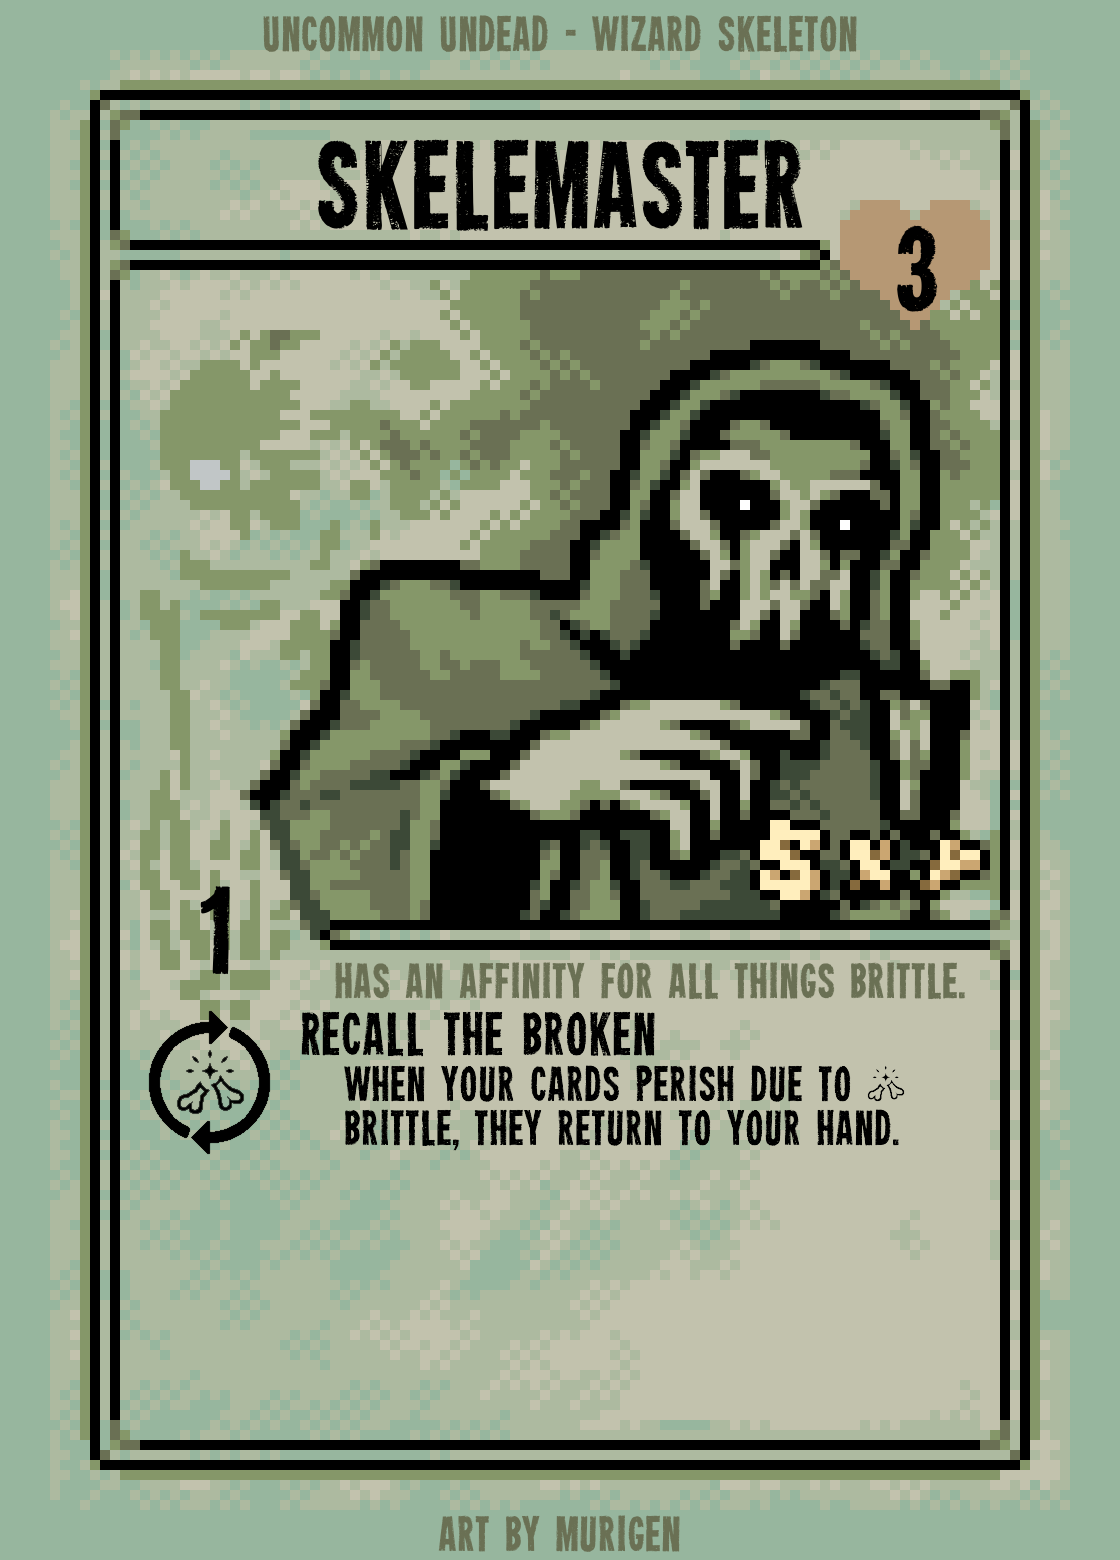 UNCOMMON UNDEAD - WIZARD SKELETON
SKELEMASTER
3
S x y
1
HAS AN AFFINITY FOR ALL THINGS BRITTLE.
RECALL THE BROKEN
WHEN YOUR CARDS PERISH DUE TO
BRITTLE, THEY RETURN TO YOUR HAND.
ART BY MURIGEN